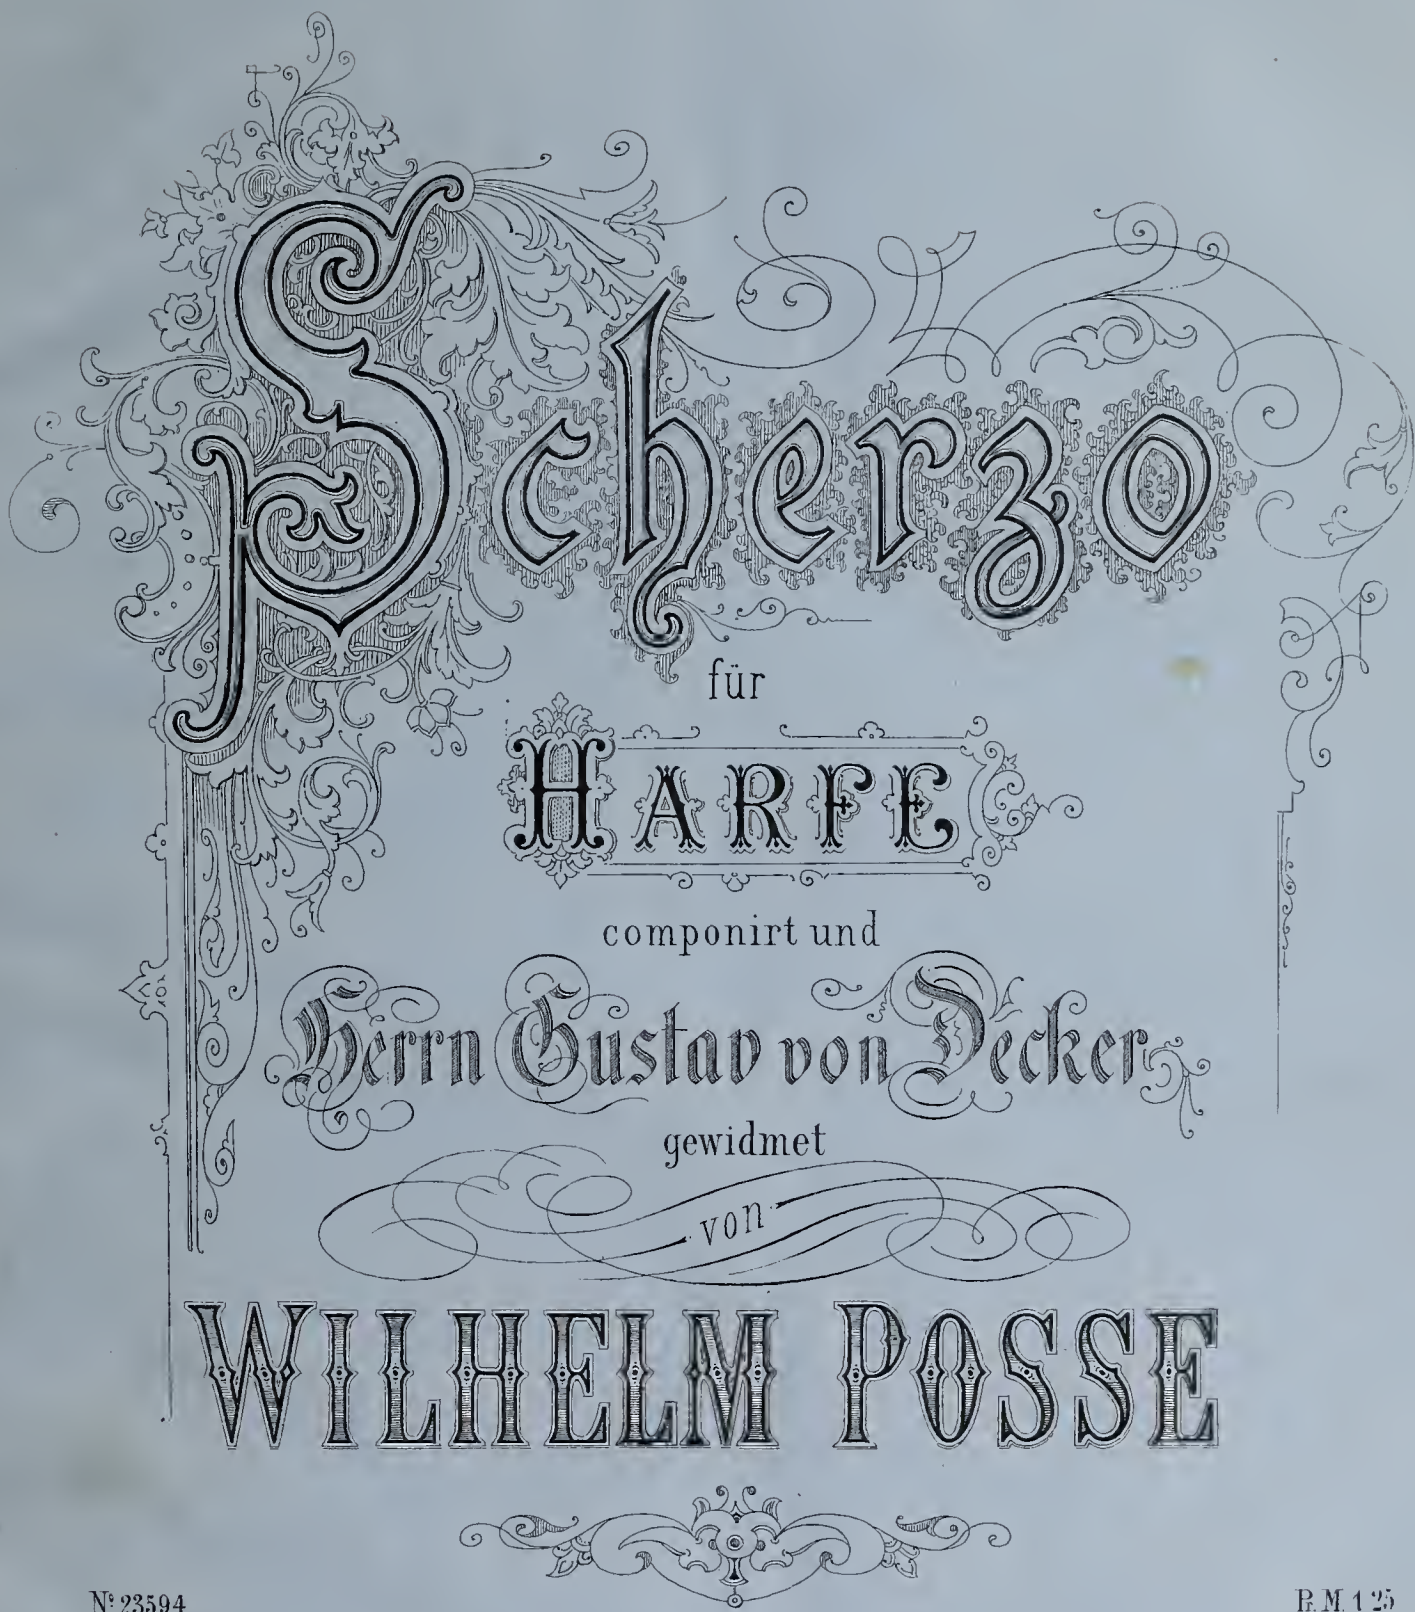 Scherzo
für
HARFE
componirt und
Herrn Gustav von Decker
gewidmet
von
WILHELM POSSE
No. 23594
R. M. 1 25